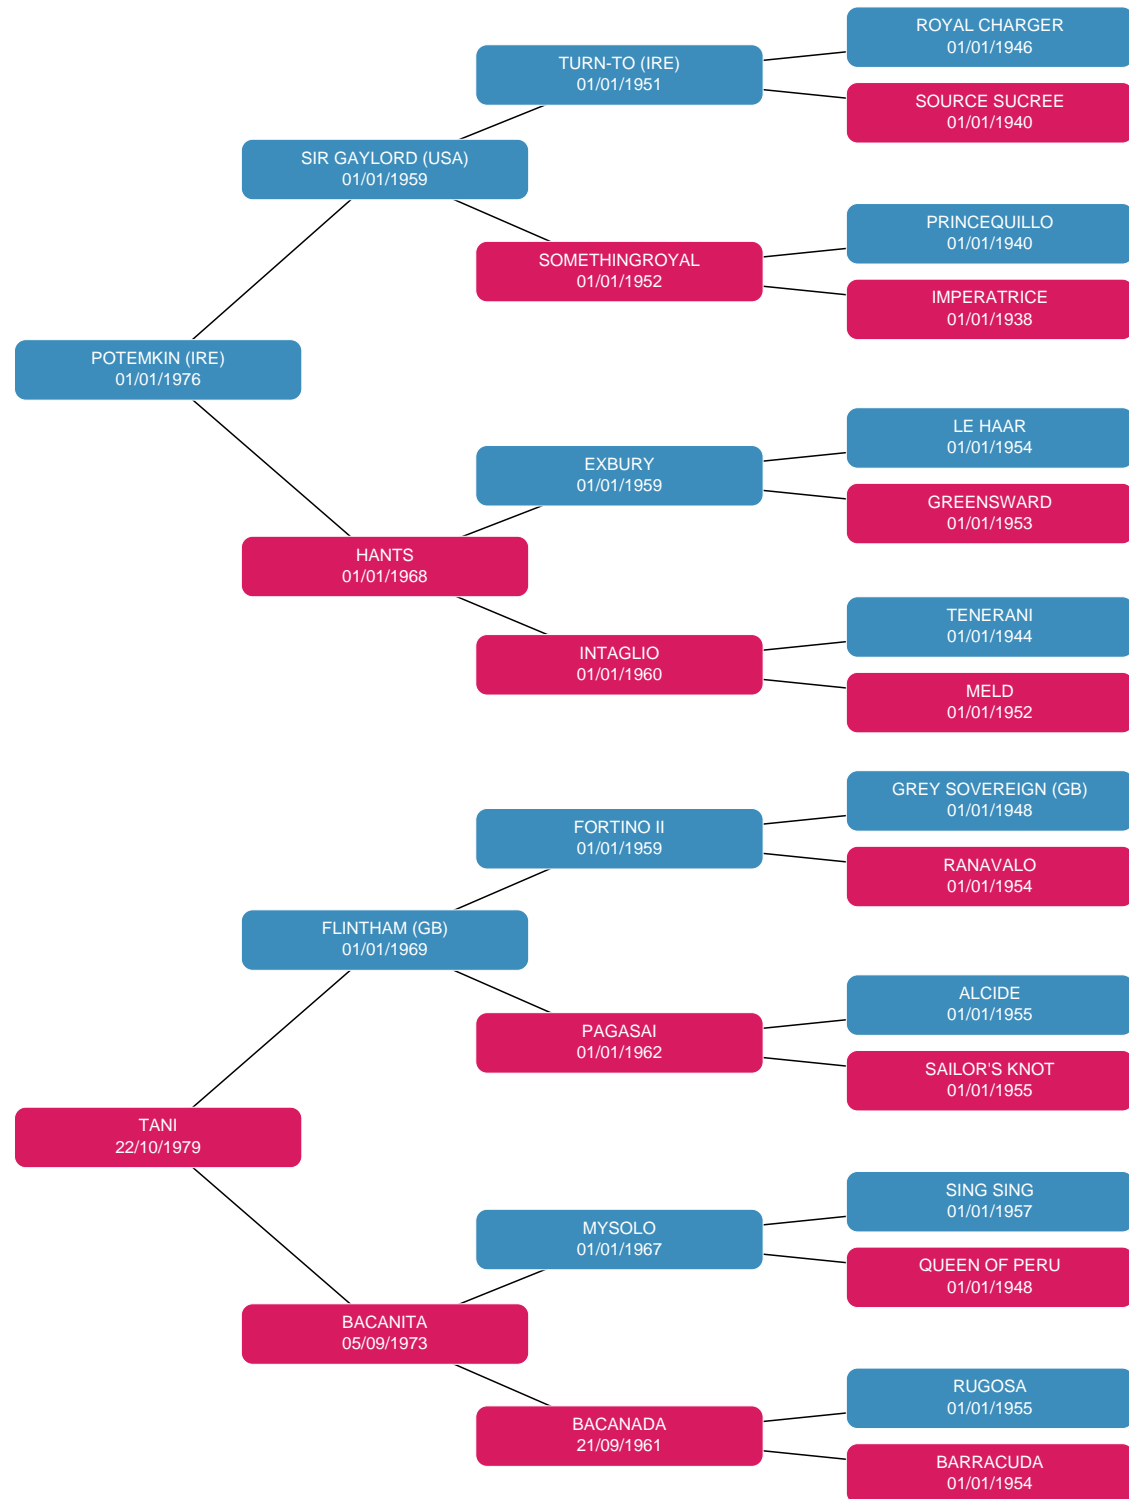 ROYAL CHARGER
01/01/1946
TURN-TO (IRE)
01/01/1951
SOURCE SUCREE
01/01/1940
SIR GAYLORD (USA)
01/01/1959
PRINCEQUILLO
01/01/1940
SOMETHINGROYAL
01/01/1952
IMPERATRICE
01/01/1938
POTEMKIN (IRE)
01/01/1976
LE HAAR
01/01/1954
EXBURY
01/01/1959
GREENSWARD
01/01/1953
HANTS
01/01/1968
TENERANI
01/01/1944
INTAGLIO
01/01/1960
MELD
01/01/1952
GREY SOVEREIGN (GB)
01/01/1948
FORTINO II
01/01/1959
RANAVALO
01/01/1954
FLINTHAM (GB)
01/01/1969
ALCIDE
01/01/1955
PAGASAI
01/01/1962
SAILOR'S KNOT
01/01/1955
TANI
22/10/1979
SING SING
01/01/1957
MYSOLO
01/01/1967
QUEEN OF PERU
01/01/1948
BACANITA
05/09/1973
RUGOSA
01/01/1955
BACANADA
21/09/1961
BARRACUDA
01/01/1954